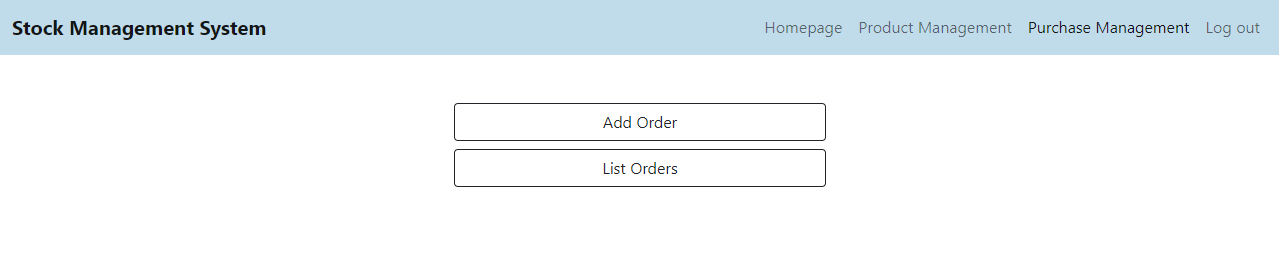 Stock Management System Homepage Product Management Purchase Management Log out
Add Order
List Orders